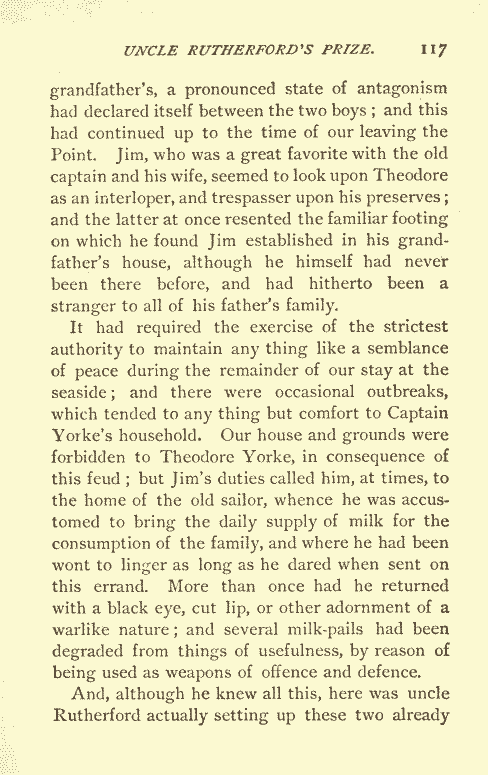 UNCLE RUTHERFORD'S PRIZE. 117
grandfather's, a pronounced state of antagonism
had declared itself between the two boys ; and this
had continued up to the time of our leaving the
Point. Jim, who was a great favorite with the old
captain and his wife, seemed to look upon Theodore
as an interloper, and trespasser upon his preserves ;
and the latter at once resented the familiar footing
on which he found Jim established in his grand-
father's house, although he himself had never
been there before, and had hitherto been a
stranger to all of his father's family.
It had required the exercise of the strictest
authority to maintain any thing like a semblance
of peace during the remainder of our stay at the
seaside ; and there were occasional outbreaks,
which tended to any thing but comfort to Captain
Yorke's household. Our house and grounds were
forbidden to Theodore Yorke, in consequence of
this feud ; but Jim's duties called him, at times, to
the home of the old sailor, whence he was accus-
tomed to bring the daily supply of milk for the
consumption of the family, and where he had been
wont to linger as long as he dared when sent on
this errand. More than once had he returned
with a black eye, cut lip, or other adornment of a
warlike nature ; and several milk-pails had been
degraded from things of usefulness, by reason of
being used as weapons of offence and defence.
And, although he knew all this, here was uncle
Rutherford actually setting up these two already